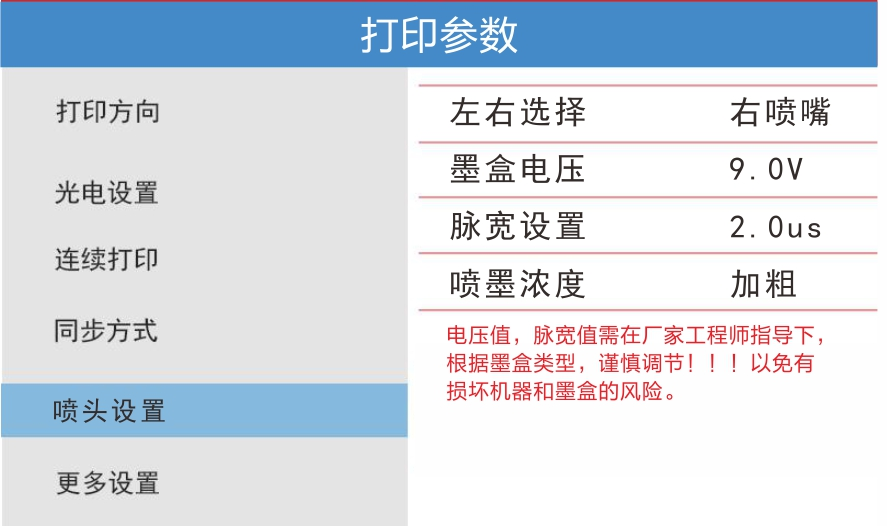 打印参数
打印方向
光电设置
连续打印
同步方式
喷头设置
更多设置
左右选择 右喷嘴
墨盒电压 9.0V
脉宽设置 2.0us
喷墨浓度 加粗
电压值，脉宽值需在厂家工程师指导下，
根据墨盒类型，谨慎调节！！！以免有
损坏机器和墨盒的风险。